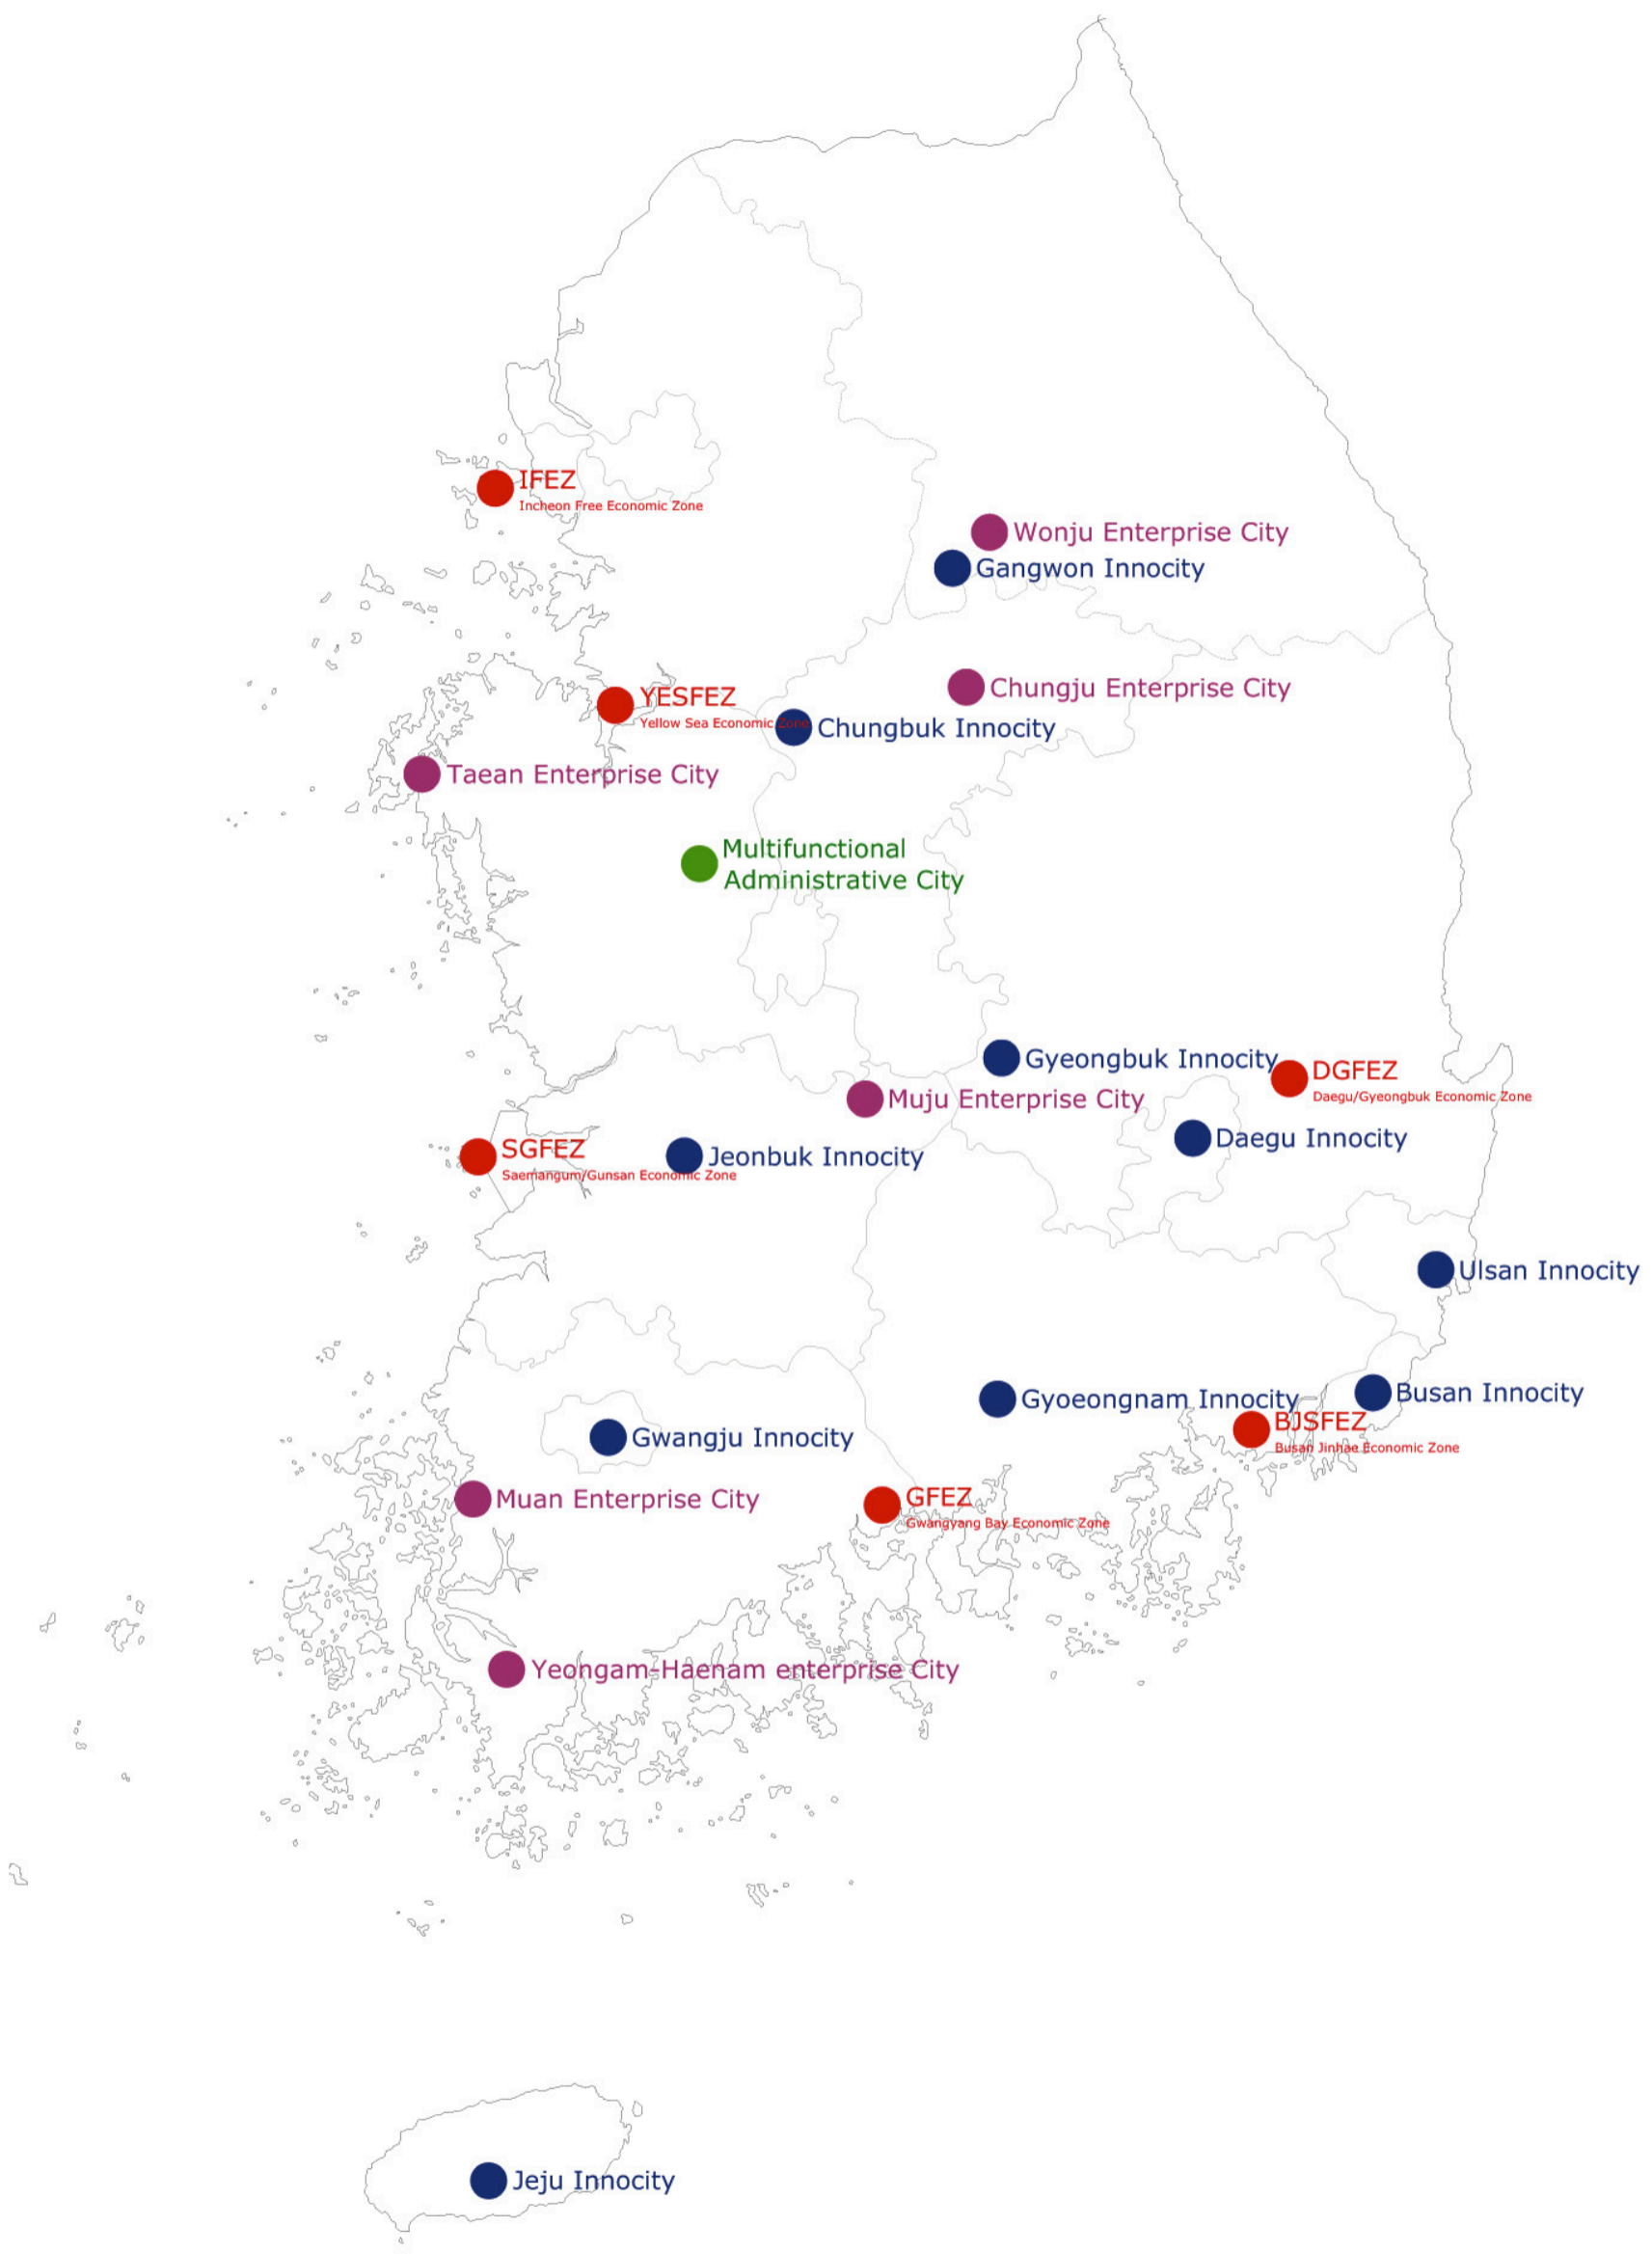 IFEZ
Incheon Free Economic Zone
Wonju Enterprise City
Gangwon Innocity
Chungju Enterprise City
YESFEZ
Yellow Sea Economic Zone
Chungbuk Innocity
Taean Enterprise City
Multifunctional
Administrative City
Gyeongbuk Innocity
DGFEZ
Daegu/Gyeongbuk Economic Zone
Muju Enterprise City
Daegu Innocity
SGFEZ
Saemangum/Gunsan Economic Zone
Jeonbuk Innocity
Ulsan Innocity
Gyoeongnam Innocity
Busan Innocity
BJSFEZ
Busan Jinhae Economic Zone
Gwangju Innocity
Muan Enterprise City
GFEZ
Gwangyang Bay Economic Zone
Yeongam-Haenam enterprise City
Jeju Innocity